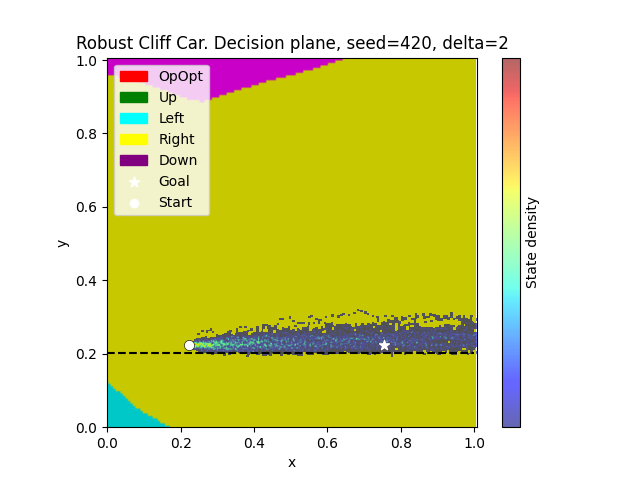 Robust Cliff Car. Decision plane, seed=420, delta=2
OpOpt
Up
Left
Right
Down
Goal
Start
1.0
0.8
0.6
0.4
0.2
0.0
y
0.0 0.2 0.4 0.6 0.8 1.0
x
State density